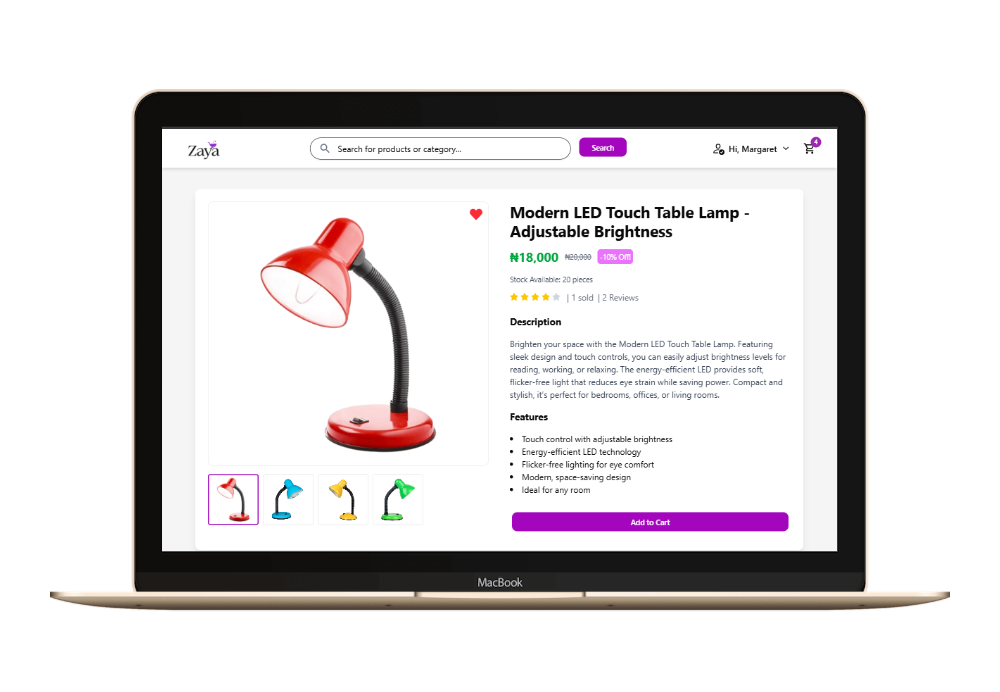 Zaya
Search for products or category...
Search
Hi, Margaret
4
Modern LED Touch Table Lamp -
Adjustable Brightness
₦18,000 ₦20,000 -10% Off!
Stock Available: 20 pieces
| 1 sold | 2 Reviews
Description
Brighten your space with the Modern LED Touch Table Lamp. Featuring
sleek design and touch controls, you can easily adjust brightness levels for
reading, working, or relaxing. The energy-efficient LED provides soft,
flicker-free light that reduces eye strain while saving power. Compact and
stylish, it's perfect for bedrooms, offices, or living rooms.
Features
• Touch control with adjustable brightness
• Energy-efficient LED technology
• Flicker-free lighting for eye comfort
• Modern, space-saving design
• Ideal for any room
Add to Cart
MacBook